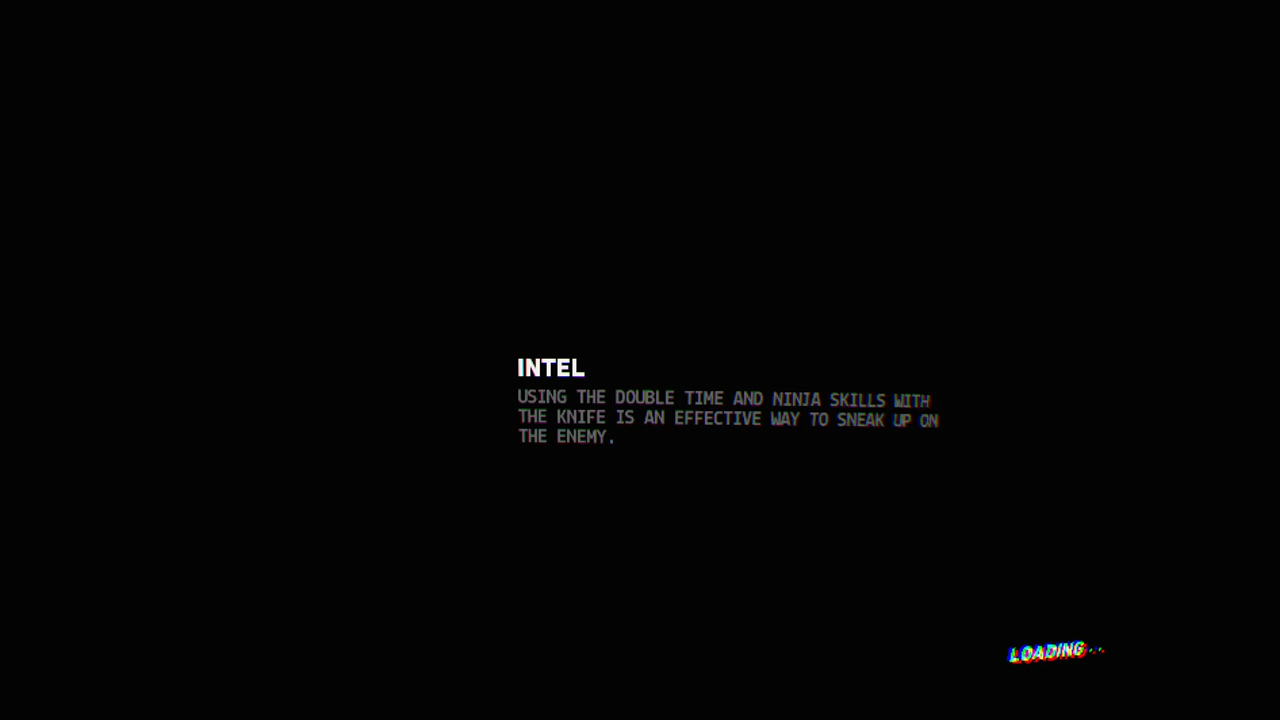 INTEL
USING THE DOUBLE TIME AND NINJA SKILLS WITH
THE KNIFE IS AN EFFECTIVE WAY TO SNEAK UP ON
THE ENEMY.
LOADING...